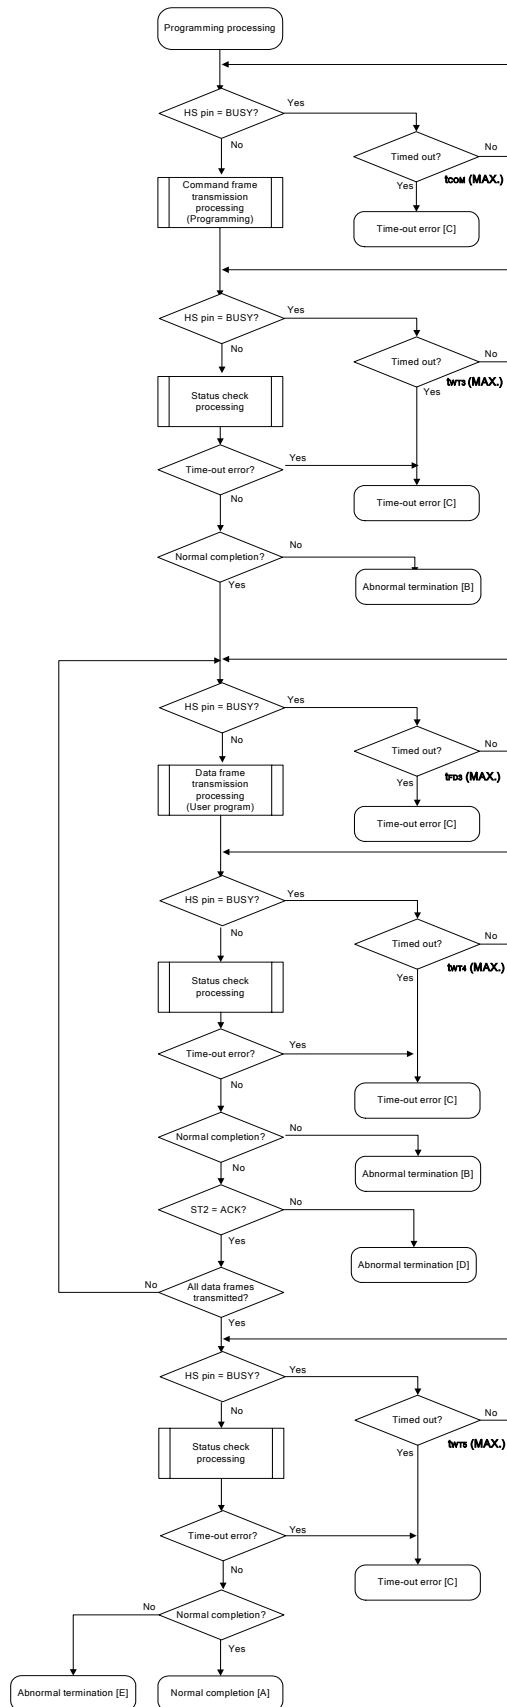 Programming processing
HS pin = BUSY?
Yes
No
Timed out?
No
tCOM (MAX.)
Yes
Command frame
transmission
processing
(Programming)
Time-out error [C]
HS pin = BUSY?
Yes
No
Timed out?
No
tWT3 (MAX.)
Yes
Status check
processing
Time-out error?
Yes
No
Time-out error [C]
Normal completion?
No
Yes
Abnormal termination [B]
HS pin = BUSY?
Yes
No
Timed out?
No
tFD3 (MAX.)
Yes
Data frame
transmission
processing
(User program)
Time-out error [C]
HS pin = BUSY?
Yes
No
Timed out?
No
tWT4 (MAX.)
Yes
Status check
processing
Time-out error?
Yes
No
Time-out error [C]
Normal completion?
No
No
Abnormal termination [B]
ST2 = ACK?
No
Yes
Abnormal termination [D]
No
All data frames
transmitted?
Yes
HS pin = BUSY?
Yes
No
Timed out?
No
tWT5 (MAX.)
Yes
Status check
processing
Time-out error?
Yes
No
Time-out error [C]
No
Normal completion?
Yes
Abnormal termination [E]
Normal completion [A]